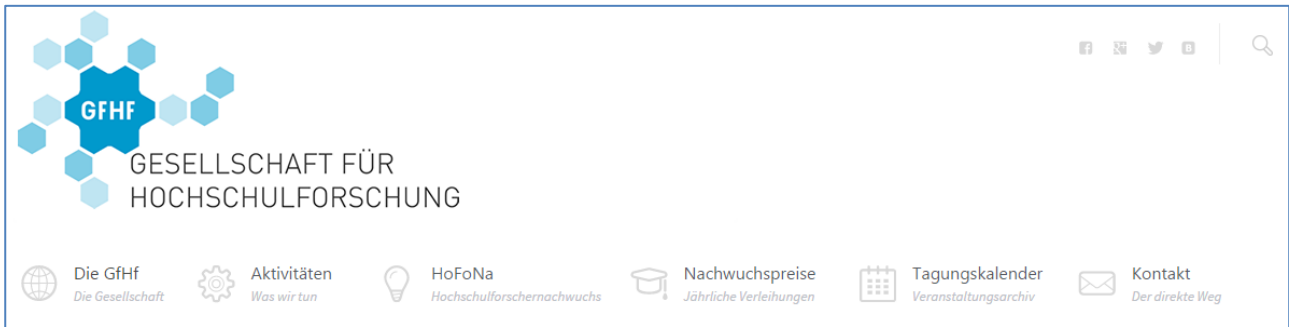 GFHF
GESELLSCHAFT FÜR
HOCHSCHULFORSCHUNG
Die GfHf
Die Gesellschaft
Aktivitäten
Was wir tun
HoFoNa
Hochschulforschernachwuchs
Nachwuchspreise
Jährliche Verleihungen
Tagungskalender
Veranstaltungsarchiv
Kontakt
Der direkte Weg